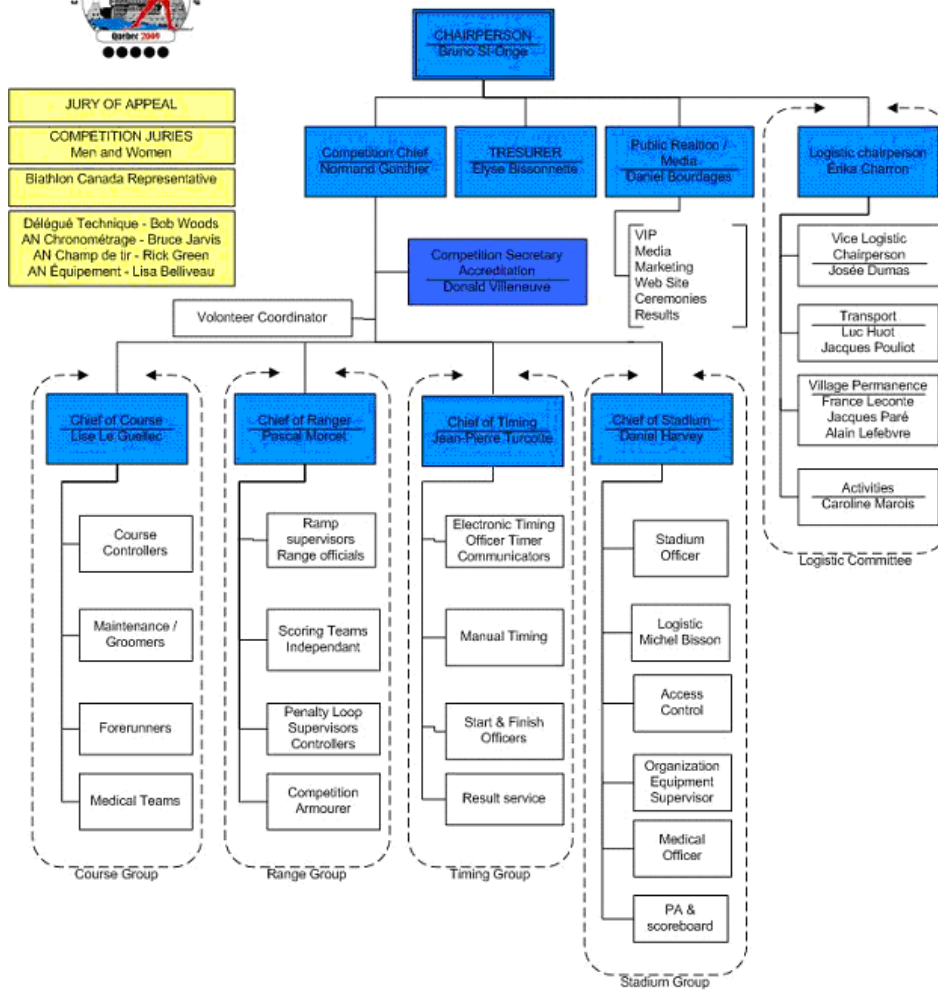 Quebec 2009
CHAIRPERSON
Bruno St-Onge
JURY OF APPEAL
COMPETITION JURIES
Men and Women
Biathlon Canada Representative
Délégué Technique - Bob Woods
AN Chronométrage - Bruce Jarvis
AN Champ de tir - Rick Green
AN Équipement - Lisa Belliveau
Competition Chief
Normand Gonthier
TRESURER
Elyse Bissonnette
Public Realtion /
Media
Daniel Bourdages
Logistic chairperson
Érika Charron
VIP
Media
Marketing
Web Site
Ceremonies
Results
Competition Secretary
Accreditation
Donald Villeneuve
Volunteer Coordinator
Vice Logistic
Chairperson
Josée Dumas
Transport
Luc Huot
Jacques Pouliot
Village Permanence
France Leconte
Jacques Paré
Alain Lefebvre
Activities
Caroline Marois
Logistic Committee
Chief of Course
Lise Le Guellec
Course
Controllers
Maintenance /
Groomers
Forerunners
Medical Teams
Course Group
Chief of Ranger
Pascal Morcet
Ramp
supervisors
Range officials
Scoring Teams
Independant
Penalty Loop
Supervisors
Controllers
Competition
Armourer
Range Group
Chief of Timing
Jean-Pierre Turcotte
Electronic Timing
Officer Timer
Communicators
Manual Timing
Start & Finish
Officers
Result service
Timing Group
Chief of Stadium
Daniel Harvey
Stadium
Officer
Logistic
Michel Bisson
Access
Control
Organization
Equipment
Supervisor
Medical
Officer
PA &
scoreboard
Stadium Group